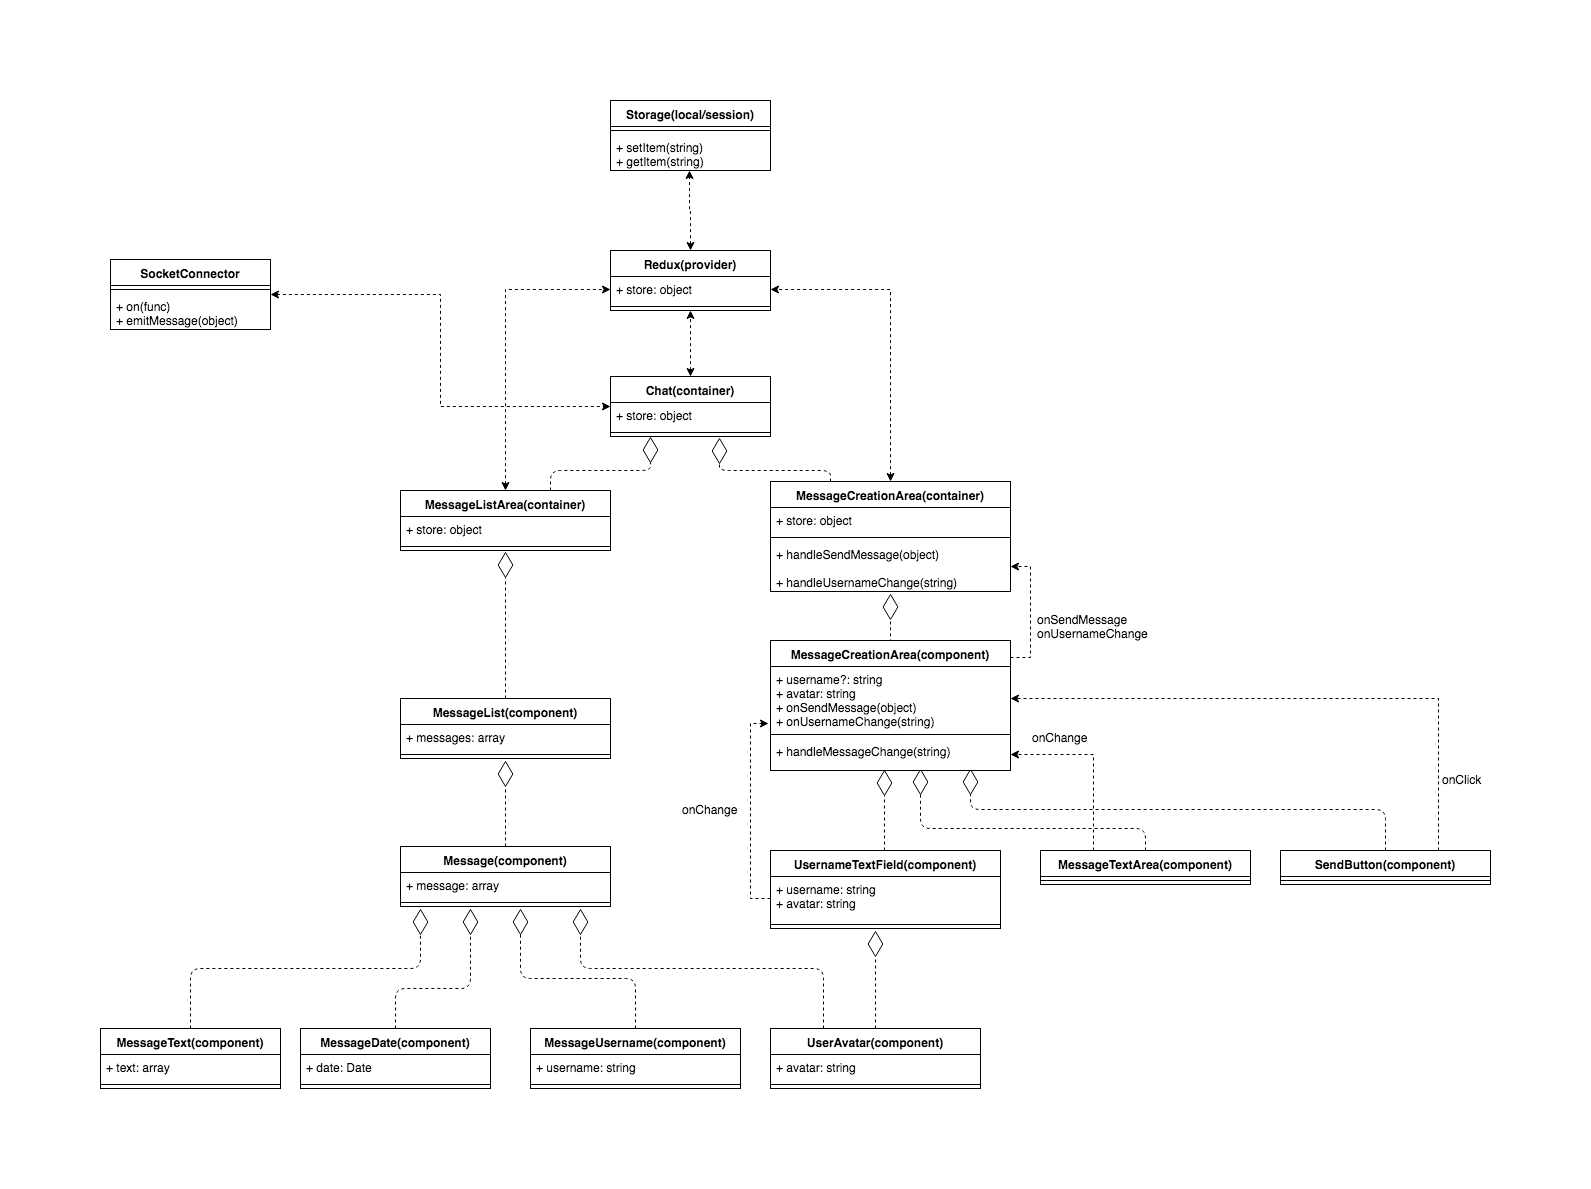 Storage(local/session)
+ setItem(string)
+ getItem(string)
SocketConnector
+ on(func)
+ emitMessage(object)
Redux(provider)
+ store: object
Chat(container)
+ store: object
MessageListArea(container)
+ store: object
MessageCreationArea(container)
+ store: object
+ handleSendMessage(object)
+ handleUsernameChange(string)
onSendMessage
onUsernameChange
MessageCreationArea(component)
+ username?: string
+ avatar: string
+ onSendMessage(object)
+ onUsernameChange(string)
+ handleMessageChange(string)
MessageList(component)
+ messages: array
onChange
onClick
onChange
Message(component)
+ message: array
UsernameTextField(component)
+ username: string
+ avatar: string
MessageTextArea(component)
SendButton(component)
MessageText(component)
+ text: array
MessageDate(component)
+ date: Date
MessageUsername(component)
+ username: string
UserAvatar(component)
+ avatar: string